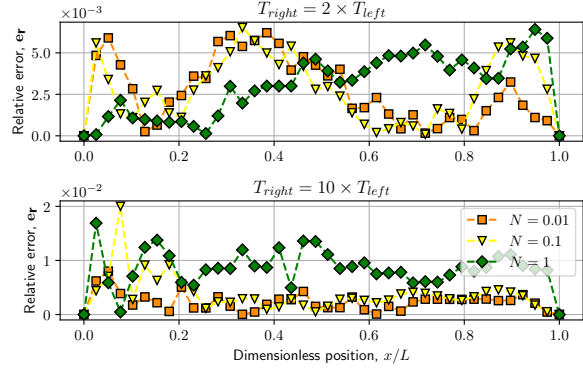 ×10⁻³ T_right = 2 × T_left
Relative error, e_r
5.0
2.5
0.0
0.0 0.2 0.4 0.6 0.8 1.0
×10⁻² T_right = 10 × T_left
Relative error, e_r
2
1
0
N = 0.01
N = 0.1
N = 1
0.0 0.2 0.4 0.6 0.8 1.0
Dimensionless position, x/L